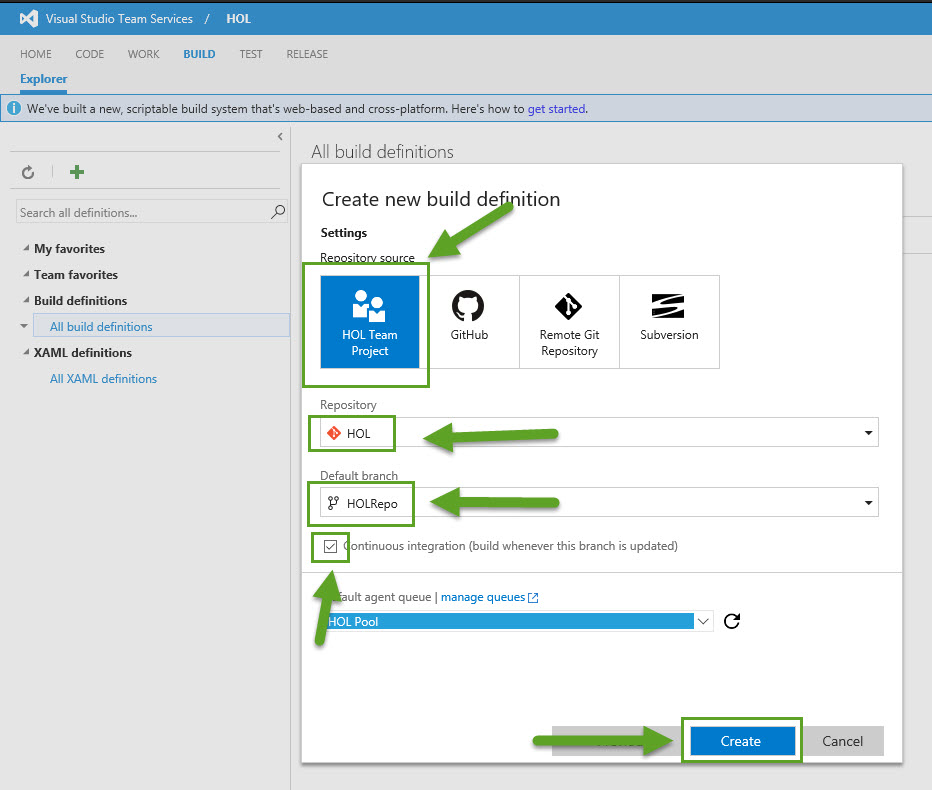 Visual Studio Team Services / HOL
HOME CODE WORK BUILD TEST RELEASE
Explorer
We've built a new, scriptable build system that's web-based and cross-platform. Here's how to get started.
All build definitions
Search all definitions...
My favorites
Team favorites
Build definitions
All build definitions
XAML definitions
All XAML definitions
Create new build definition
Settings
Repository source
HOL Team
Project
GitHub
Remote Git
Repository
Subversion
Repository
HOL
Default branch
HOLRepo
Continuous integration (build whenever this branch is updated)
agent queue | manage queues
HOL Pool
Create
Cancel